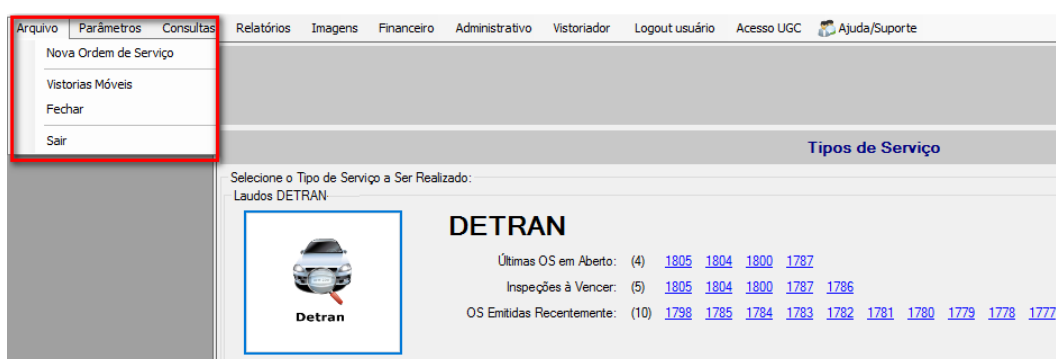 Arquivo Parâmetros Consultas Relatórios Imagens Financeiro Administrativo Vistoriador Logout usuário Acesso UGC Ajuda/Suporte
Nova Ordem de Serviço
Vistorias Móveis
Fechar
Sair
Tipos de Serviço
Selecione o Tipo de Serviço a Ser Realizado:
Laudos DETRAN
DETRAN
Últimas OS em Aberto: (4) 1805 1804 1800 1787
Inspeções à Vencer: (5) 1805 1804 1800 1787 1786
OS Emitidas Recentemente: (10) 1798 1785 1784 1783 1782 1781 1780 1779 1778 1777
Detran